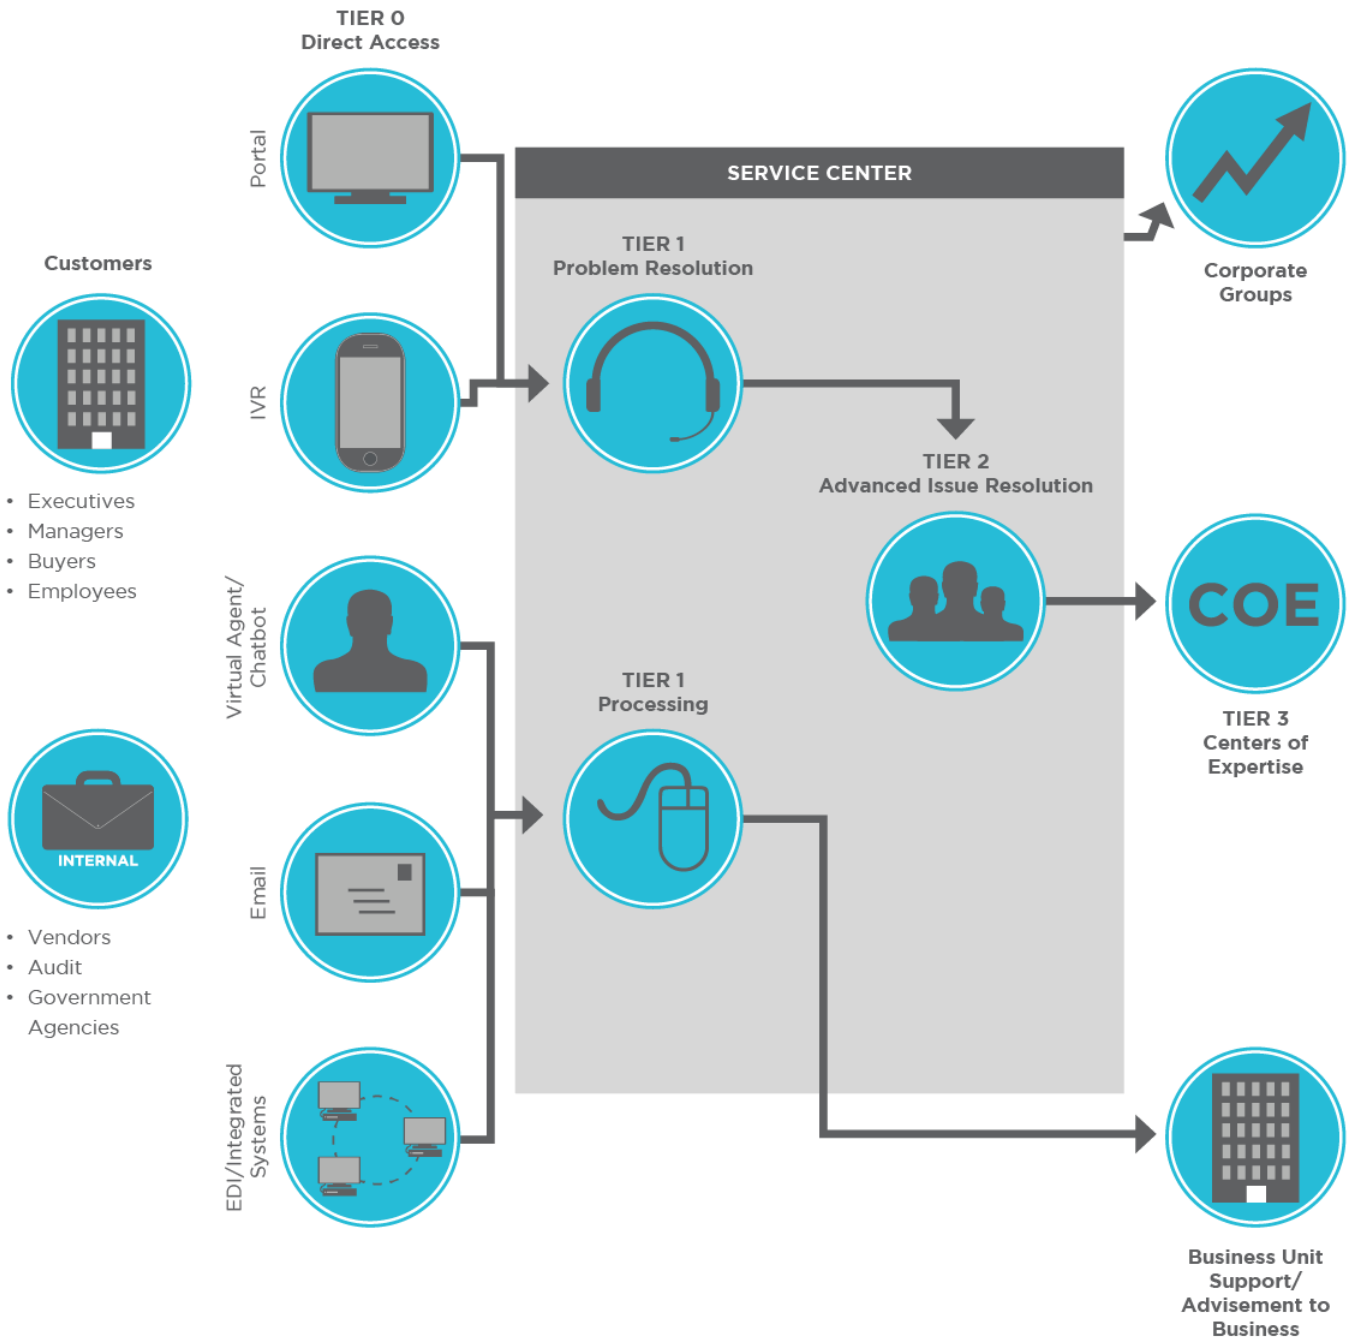 TIER 0
Direct Access
Portal
IVR
Virtual Agent/
Chatbot
Email
EDI/Integrated
Systems
Customers
• Executives
• Managers
• Buyers
• Employees
INTERNAL
• Vendors
• Audit
• Government
Agencies
SERVICE CENTER
TIER 1
Problem Resolution
TIER 2
Advanced Issue Resolution
TIER 1
Processing
Corporate
Groups
COE
TIER 3
Centers of
Expertise
Business Unit
Support/
Advisement to
Business